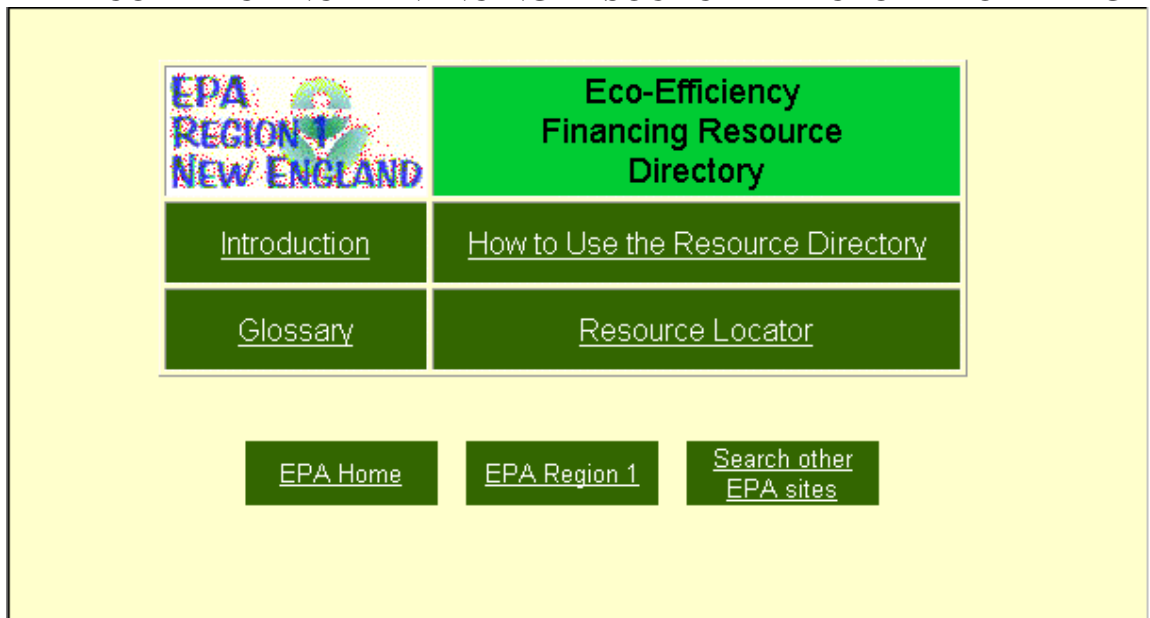 EPA
REGION 1
NEW ENGLAND
Eco-Efficiency
Financing Resource
Directory
Introduction
How to Use the Resource Directory
Glossary
Resource Locator
EPA Home
EPA Region 1
Search other
EPA sites